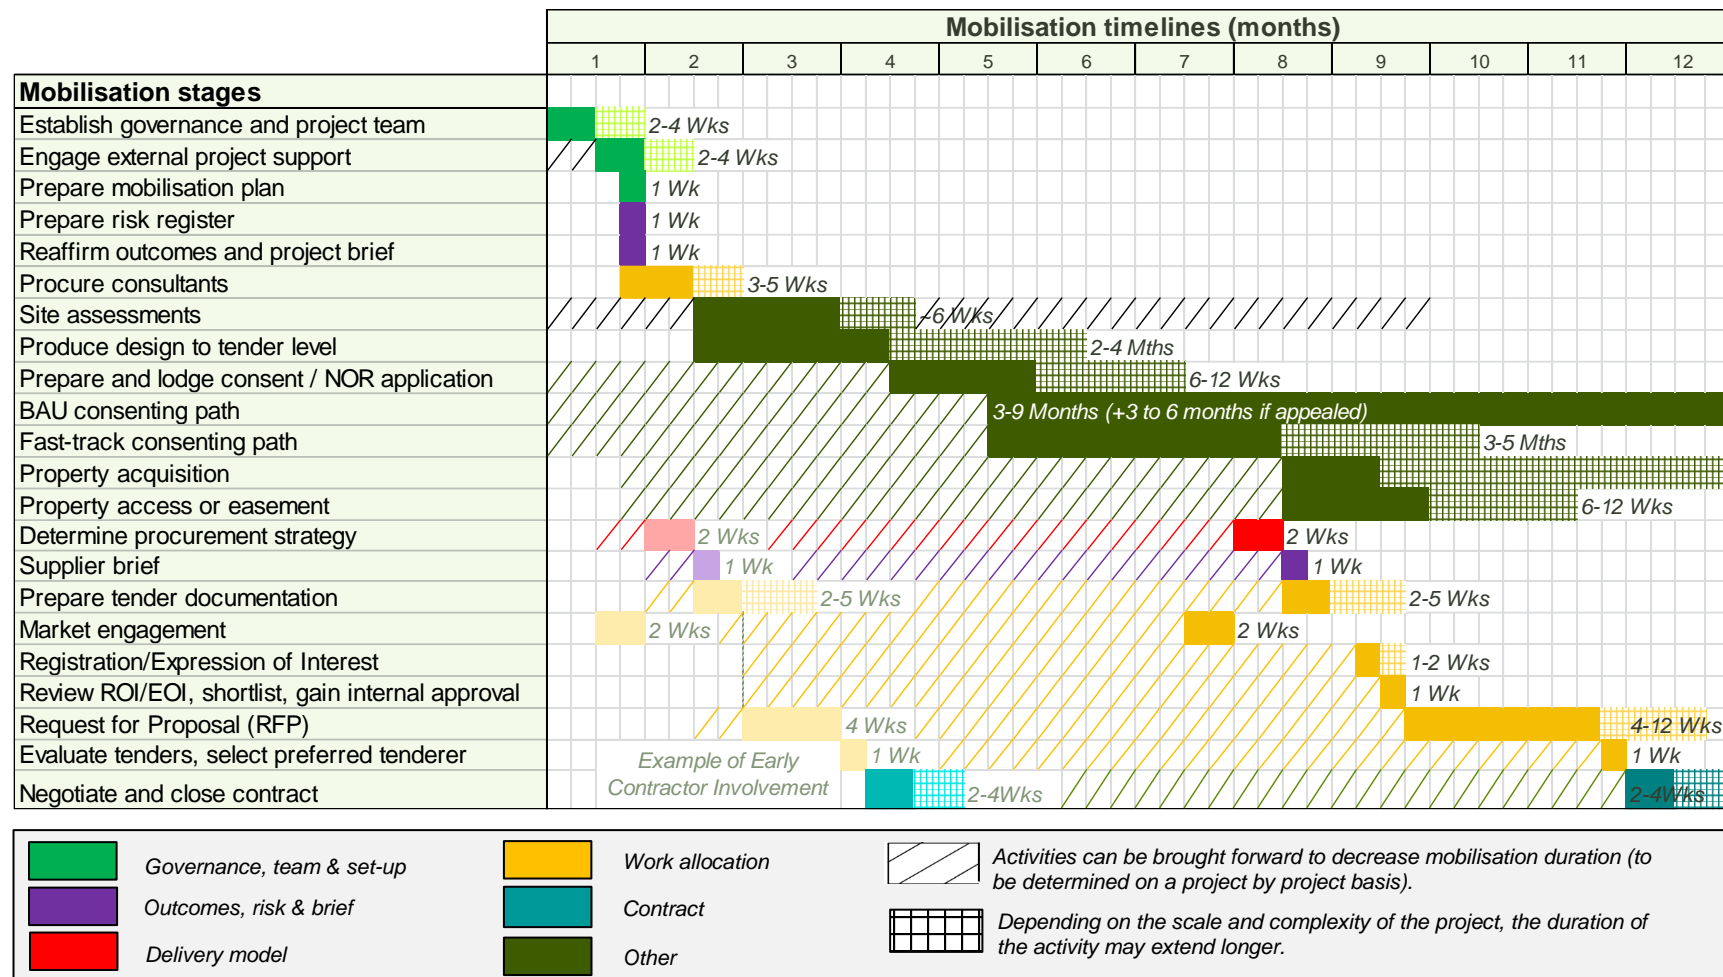 Mobilisation timelines (months)
1 2 3 4 5 6 7 8 9 10 11 12
Mobilisation stages
Establish governance and project team 2-4 Wks
Engage external project support 2-4 Wks
Prepare mobilisation plan 1 Wk
Prepare risk register 1 Wk
Reaffirm outcomes and project brief 1 Wk
Procure consultants 3-5 Wks
Site assessments ~6 Wks
Produce design to tender level 2-4 Mths
Prepare and lodge consent / NOR application 6-12 Wks
BAU consenting path 3-9 Months (+3 to 6 months if appealed)
Fast-track consenting path 3-5 Mths
Property acquisition
Property access or easement 6-12 Wks
Determine procurement strategy 2 Wks 2 Wks
Supplier brief 1 Wk 1 Wk
Prepare tender documentation 2-5 Wks 2-5 Wks
Market engagement 2 Wks 2 Wks
Registration/Expression of Interest 1-2 Wks
Review ROI/EOI, shortlist, gain internal approval 1 Wk
Request for Proposal (RFP) 4 Wks 4-12 Wks
Evaluate tenders, select preferred tenderer 1 Wk 1 Wk
Example of Early
Contractor Involvement
Negotiate and close contract 2-4Wks 2-4Wks
Governance, team & set-up
Outcomes, risk & brief
Delivery model
Work allocation
Contract
Other
Activities can be brought forward to decrease mobilisation duration (to
be determined on a project by project basis).
Depending on the scale and complexity of the project, the duration of
the activity may extend longer.